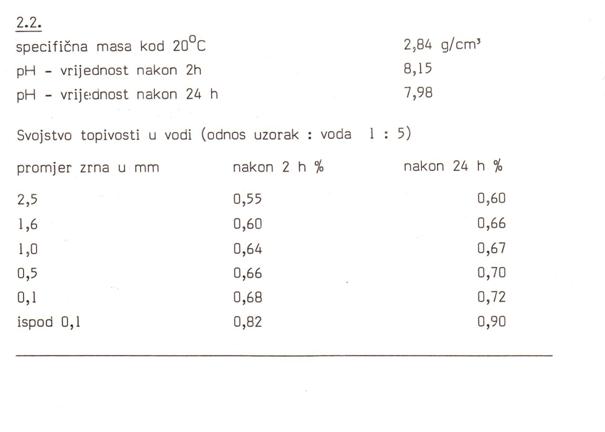 2.2.
specifična masa kod 20⁰C 2,84 g/cm³
pH - vrijednost nakon 2h 8,15
pH - vrijednost nakon 24 h 7,98
Svojstvo topivosti u vodi (odnos uzorak : voda 1 : 5)
promjer zrna u mm nakon 2 h % nakon 24 h %
2,5 0,55 0,60
1,6 0,60 0,66
1,0 0,64 0,67
0,5 0,66 0,70
0,1 0,68 0,72
ispod 0,1 0,82 0,90